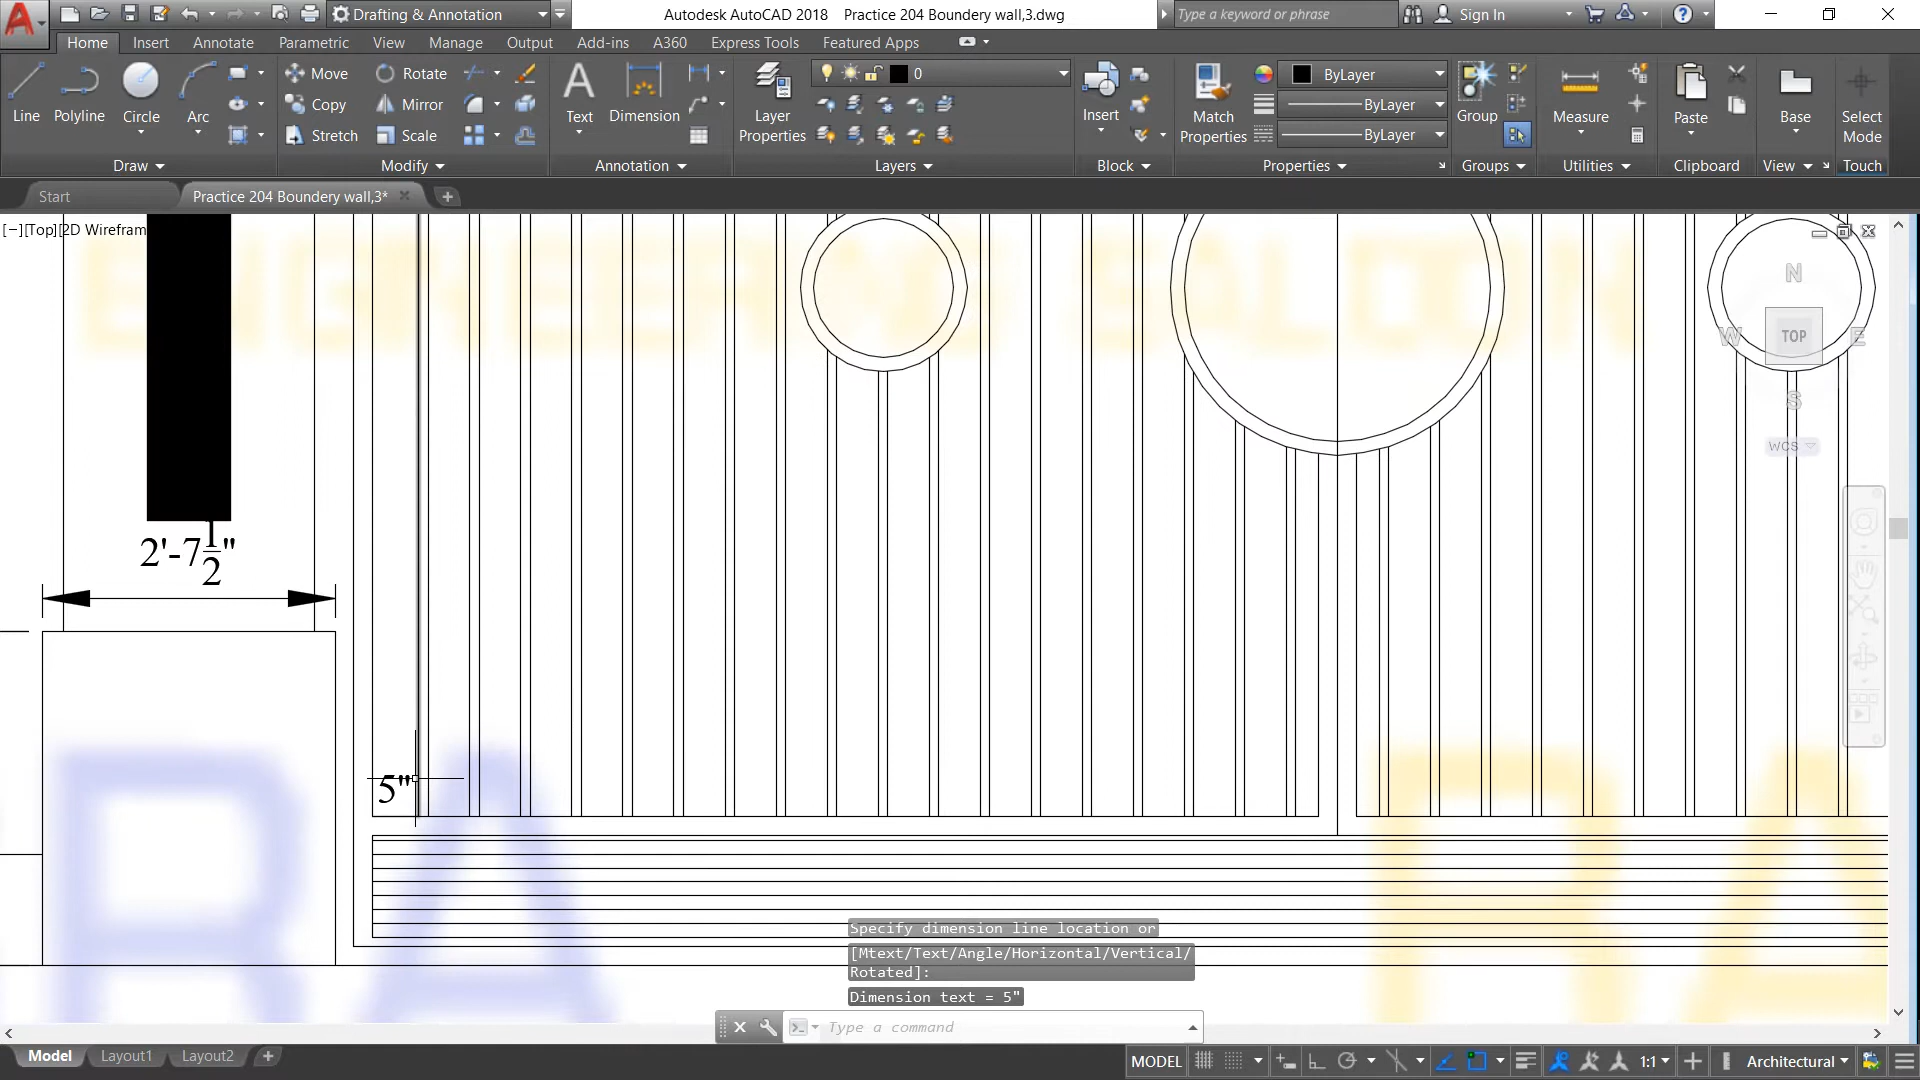 Drafting & Annotation
Autodesk AutoCAD 2018 Practice 204 Boundery wall,3.dwg
Type a keyword or phrase
Sign In
Home Insert Annotate Parametric View Manage Output Add-ins A360 Express Tools Featured Apps
Line Polyline Circle Arc
Move Rotate
Copy Mirror
Stretch Scale
Text Dimension
Layer Properties
0
Insert
Match Properties
ByLayer
ByLayer
ByLayer
Group
Measure
Paste
Base
Select Mode
Draw Modify Annotation Layers Block Properties Groups Utilities Clipboard View Touch
Start Practice 204 Boundery wall,3*
[−][Top][2D Wirefram
ENGINEERING SALOON
N
W TOP E
S
WCS
2'-7 1/2"
5"
RA
RA
Specify dimension line location or
[Mtext/Text/Angle/Horizontal/Vertical/
Rotated]:
Dimension text = 5"
Type a command
Model Layout1 Layout2
MODEL 1:1 Architectural